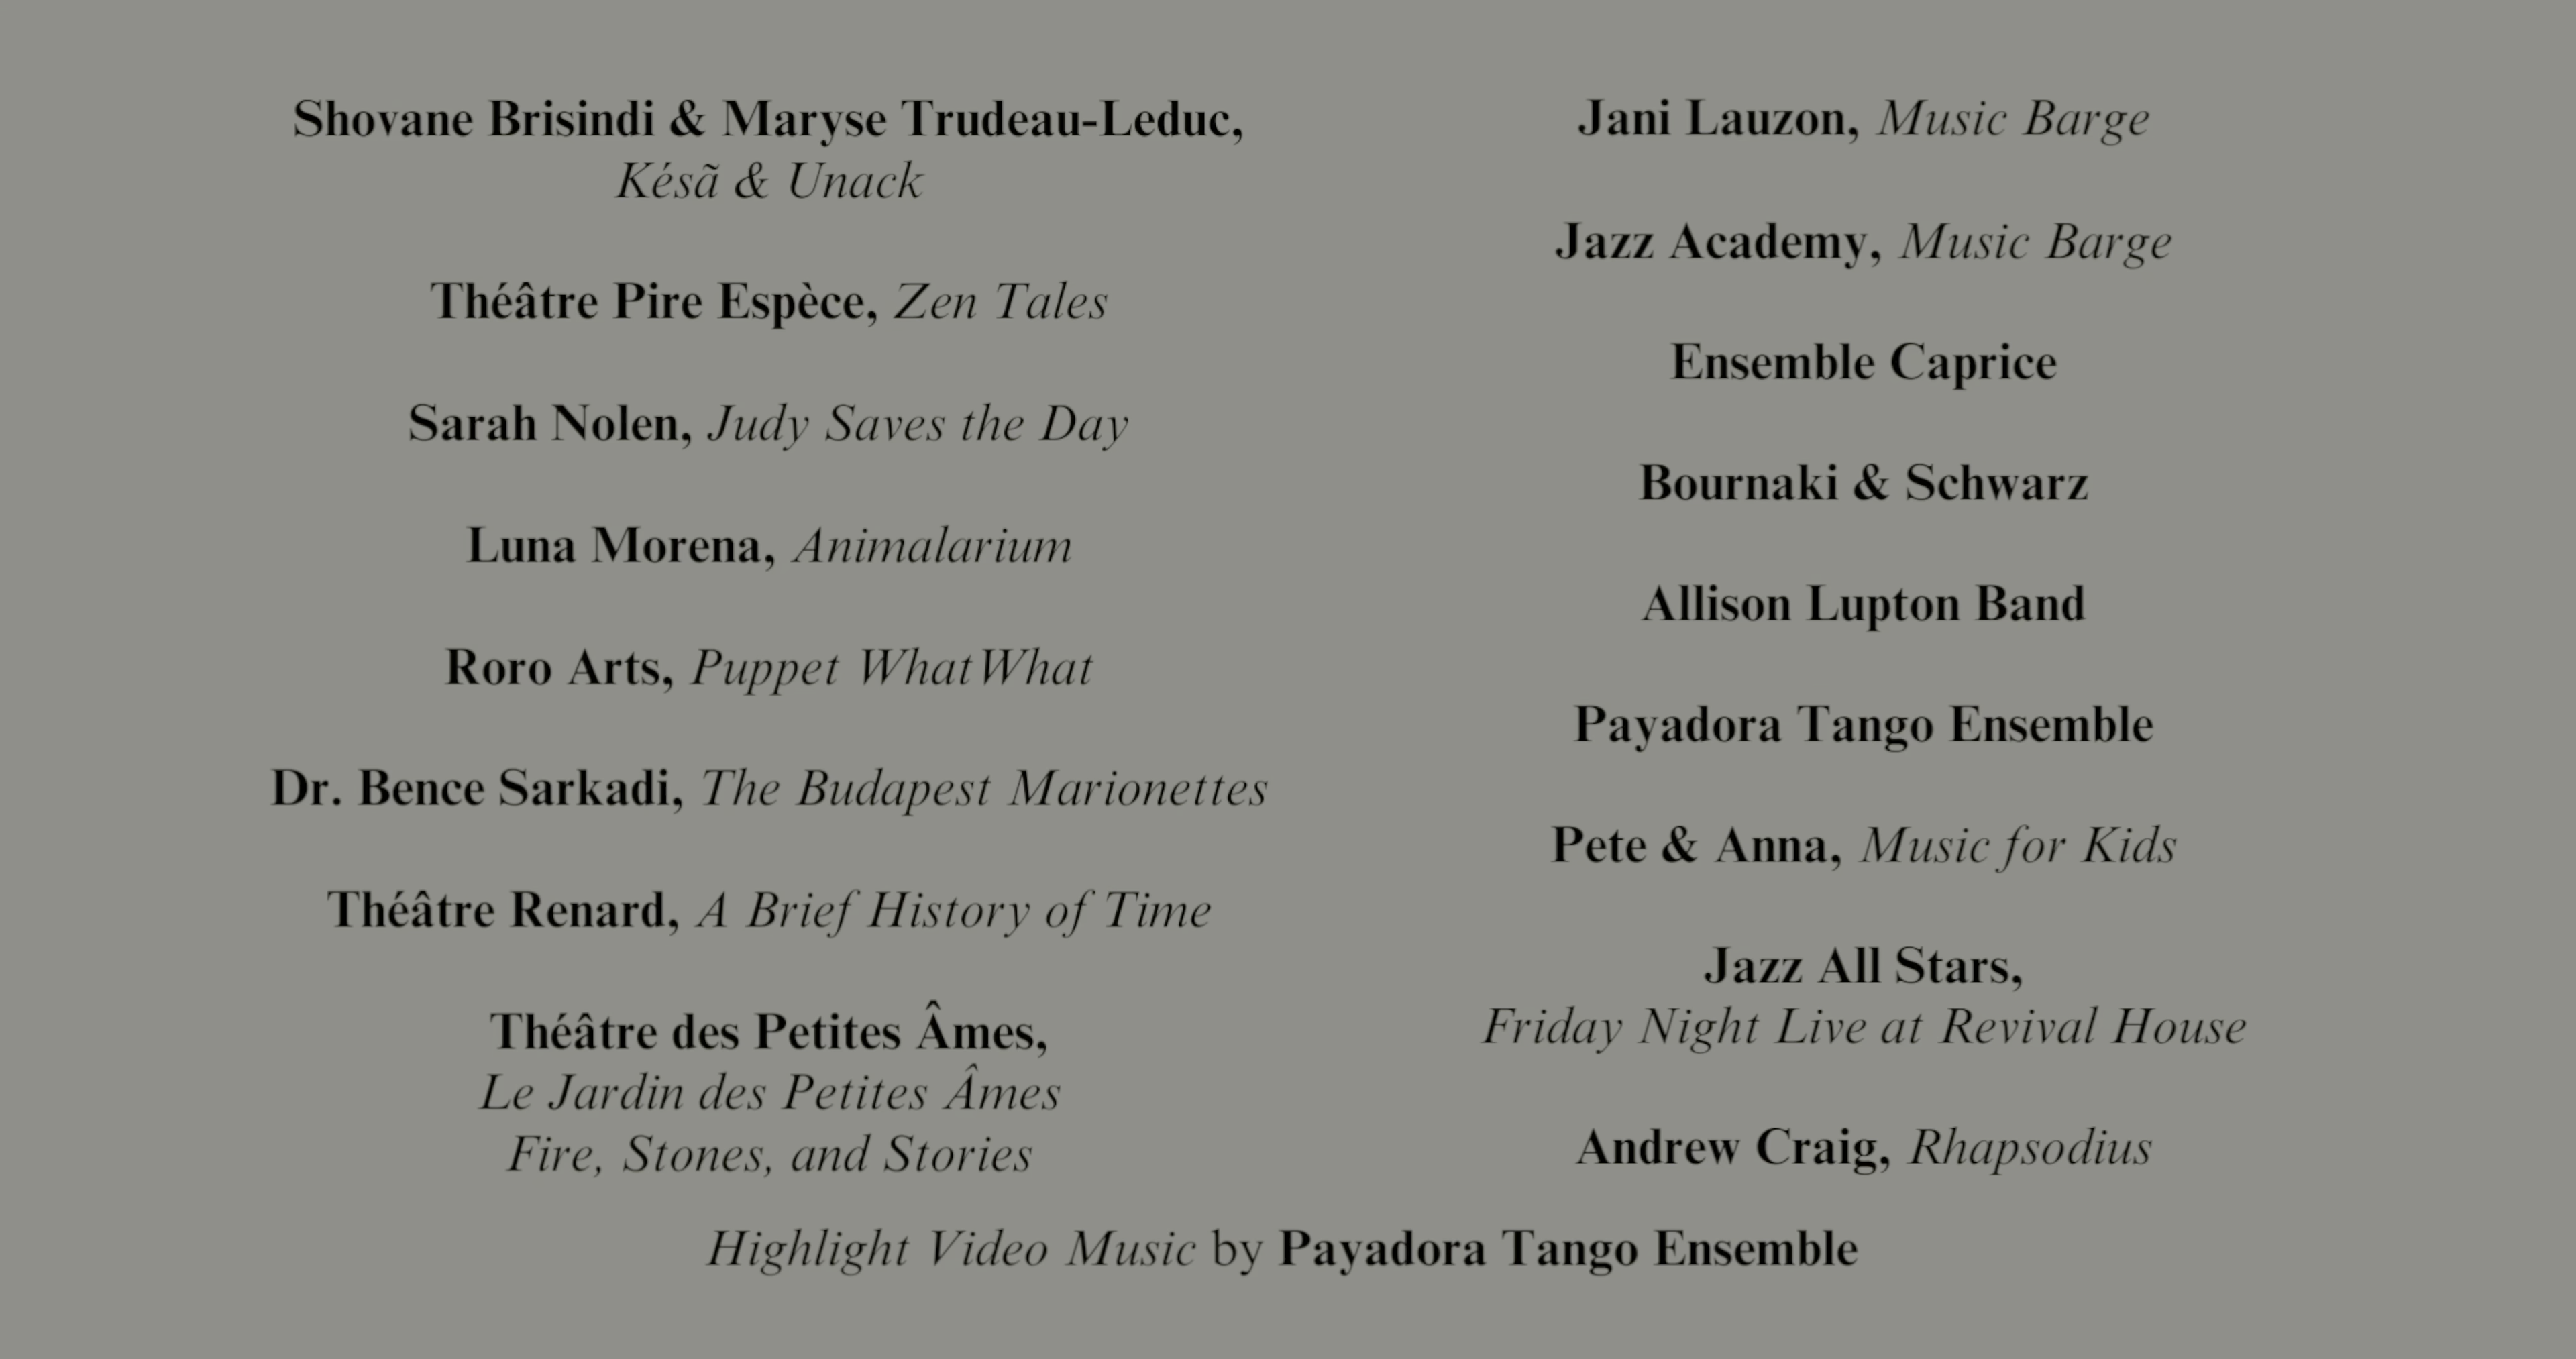 Shovane Brisindi & Maryse Trudeau-Leduc,
Késã & Unack
Théâtre Pire Espèce, Zen Tales
Sarah Nolen, Judy Saves the Day
Luna Morena, Animalarium
Roro Arts, Puppet WhatWhat
Dr. Bence Sarkadi, The Budapest Marionettes
Théâtre Renard, A Brief History of Time
Théâtre des Petites Âmes,
Le Jardin des Petites Âmes
Fire, Stones, and Stories
Jani Lauzon, Music Barge
Jazz Academy, Music Barge
Ensemble Caprice
Bournaki & Schwarz
Allison Lupton Band
Payadora Tango Ensemble
Pete & Anna, Music for Kids
Jazz All Stars,
Friday Night Live at Revival House
Andrew Craig, Rhapsodius
Highlight Video Music by Payadora Tango Ensemble